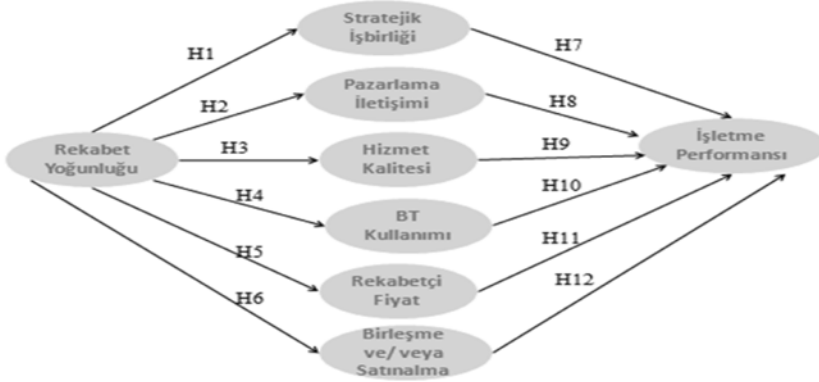 Stratejik
İşbirliği
H1
H7
Pazarlama
İletişimi
H2
H8
Rekabet
Yoğunluğu
H3
Hizmet
Kalitesi
H9
İşletme
Performansı
H4
BT
Kullanımı
H10
H5
Rekabetçi
Fiyat
H11
H6
Birleşme
ve/ veya
Satınalma
H12